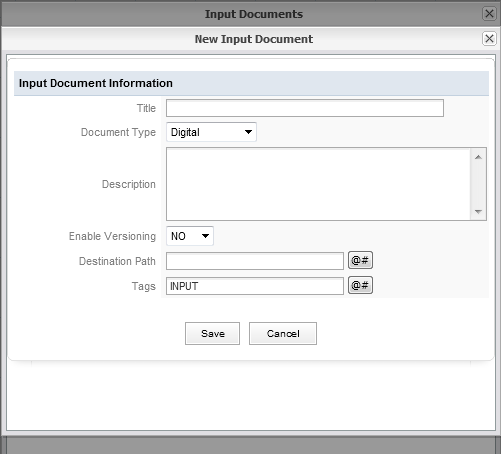 Input Documents
New Input Document
Input Document Information
Title
Document Type Digital
Description
Enable Versioning NO
Destination Path @#
Tags INPUT @#
Save Cancel